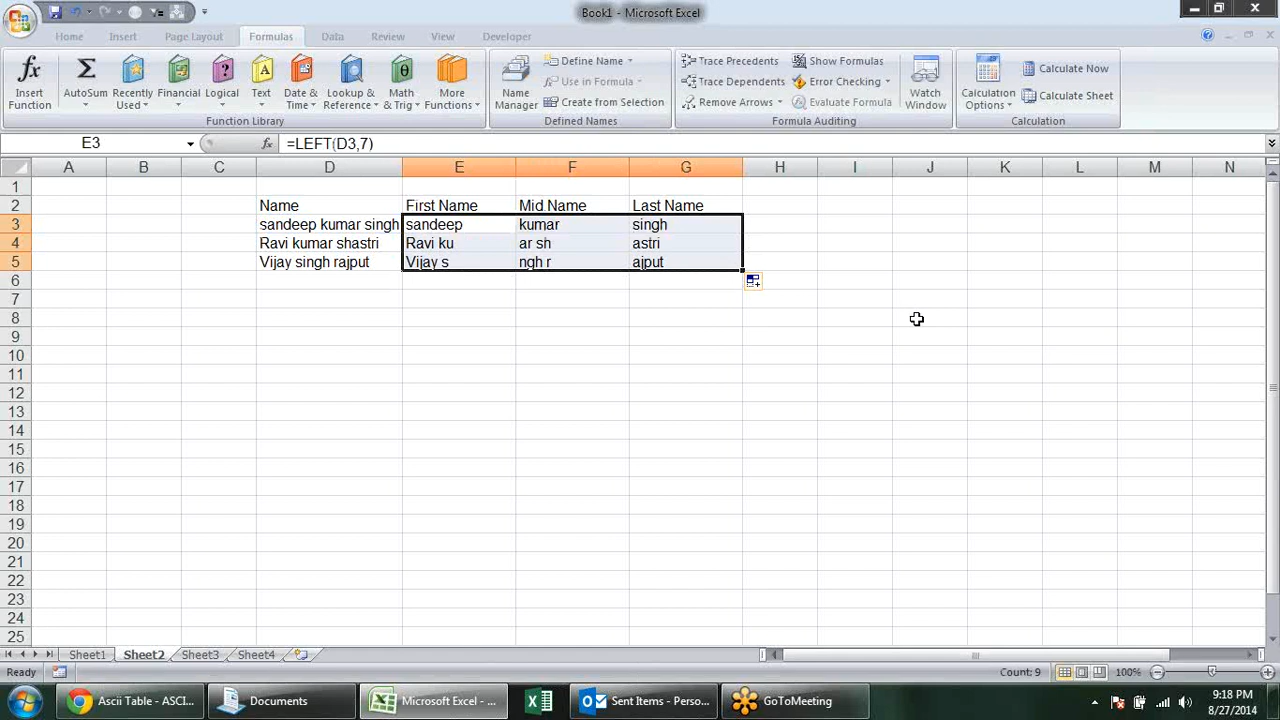 Book1 - Microsoft Excel
Home Insert Page Layout Formulas Data Review View Developer
Insert Function
AutoSum
Recently Used
Financial
Logical
Text
Date & Time
Lookup & Reference
Math & Trig
More Functions
Function Library
Name Manager
Define Name
Use in Formula
Create from Selection
Defined Names
Trace Precedents
Trace Dependents
Remove Arrows
Show Formulas
Error Checking
Evaluate Formula
Formula Auditing
Watch Window
Calculation Options
Calculate Now
Calculate Sheet
Calculation
E3 fx =LEFT(D3,7)
A B C D E F G H I J K L M N
1
2 Name First Name Mid Name Last Name
3 sandeep kumar singh sandeep kumar singh
4 Ravi kumar shastri Ravi ku ar sh astri
5 Vijay singh rajput Vijay s ngh r ajput
6
7
8
9
10
11
12
13
14
15
16
17
18
19
20
21
22
23
24
25
Sheet1 Sheet2 Sheet3 Sheet4
Ready Count: 9 100%
Ascii Table - ASCI... Documents Microsoft Excel - ... Sent Items - Perso... GoToMeeting
9:18 PM
8/27/2014